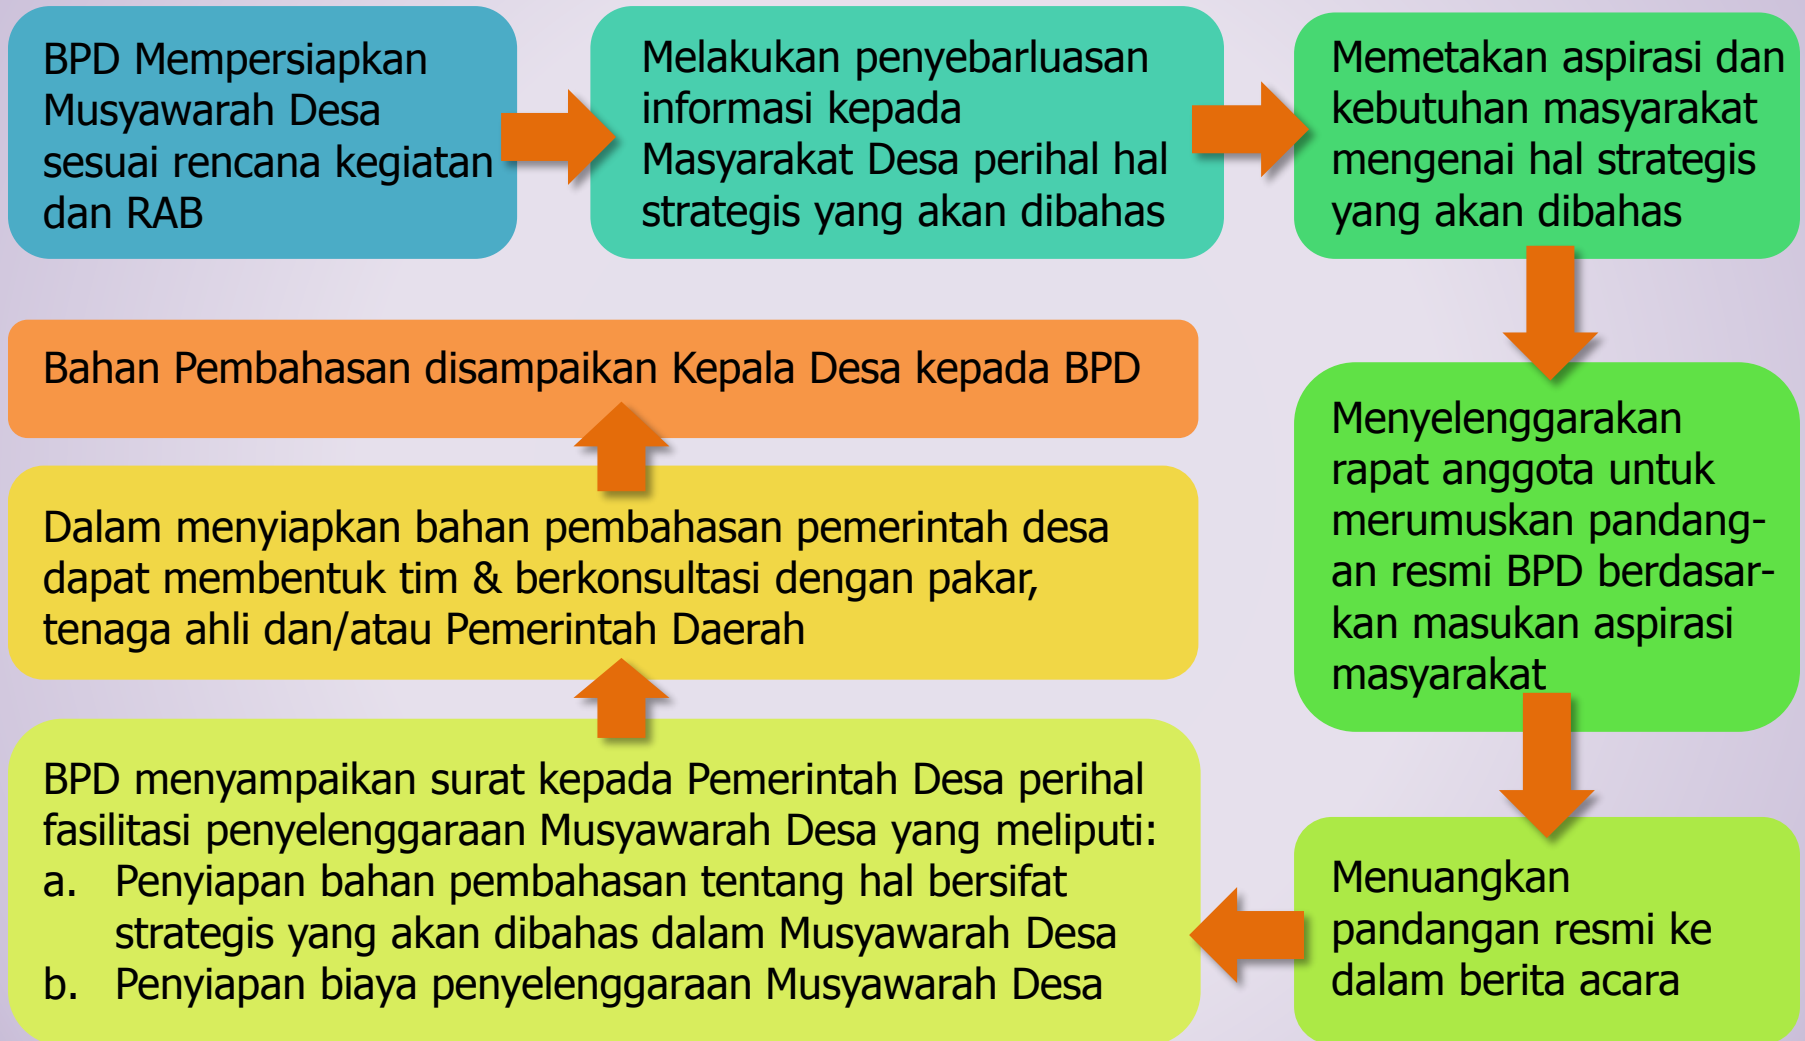 BPD Mempersiapkan
Musyawarah Desa
sesuai rencana kegiatan
dan RAB
Melakukan penyebarluasan
informasi kepada
Masyarakat Desa perihal hal
strategis yang akan dibahas
Memetakan aspirasi dan
kebutuhan masyarakat
mengenai hal strategis
yang akan dibahas
Menyelenggarakan
rapat anggota untuk
merumuskan pandang-
an resmi BPD berdasar-
kan masukan aspirasi
masyarakat
Menuangkan
pandangan resmi ke
dalam berita acara
BPD menyampaikan surat kepada Pemerintah Desa perihal
fasilitasi penyelenggaraan Musyawarah Desa yang meliputi:
a. Penyiapan bahan pembahasan tentang hal bersifat
strategis yang akan dibahas dalam Musyawarah Desa
b. Penyiapan biaya penyelenggaraan Musyawarah Desa
Dalam menyiapkan bahan pembahasan pemerintah desa
dapat membentuk tim & berkonsultasi dengan pakar,
tenaga ahli dan/atau Pemerintah Daerah
Bahan Pembahasan disampaikan Kepala Desa kepada BPD